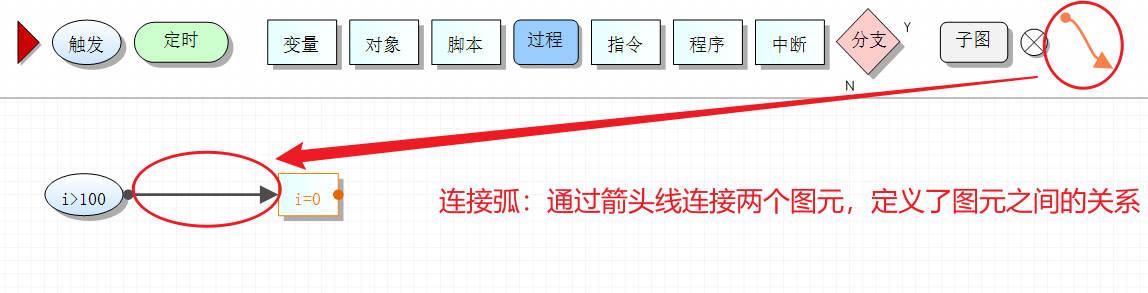 触发
定时
变量
对象
脚本
过程
指令
程序
中断
分支
Y
N
子图
i>100
i=0
连接弧：通过箭头线连接两个图元，定义了图元之间的关系